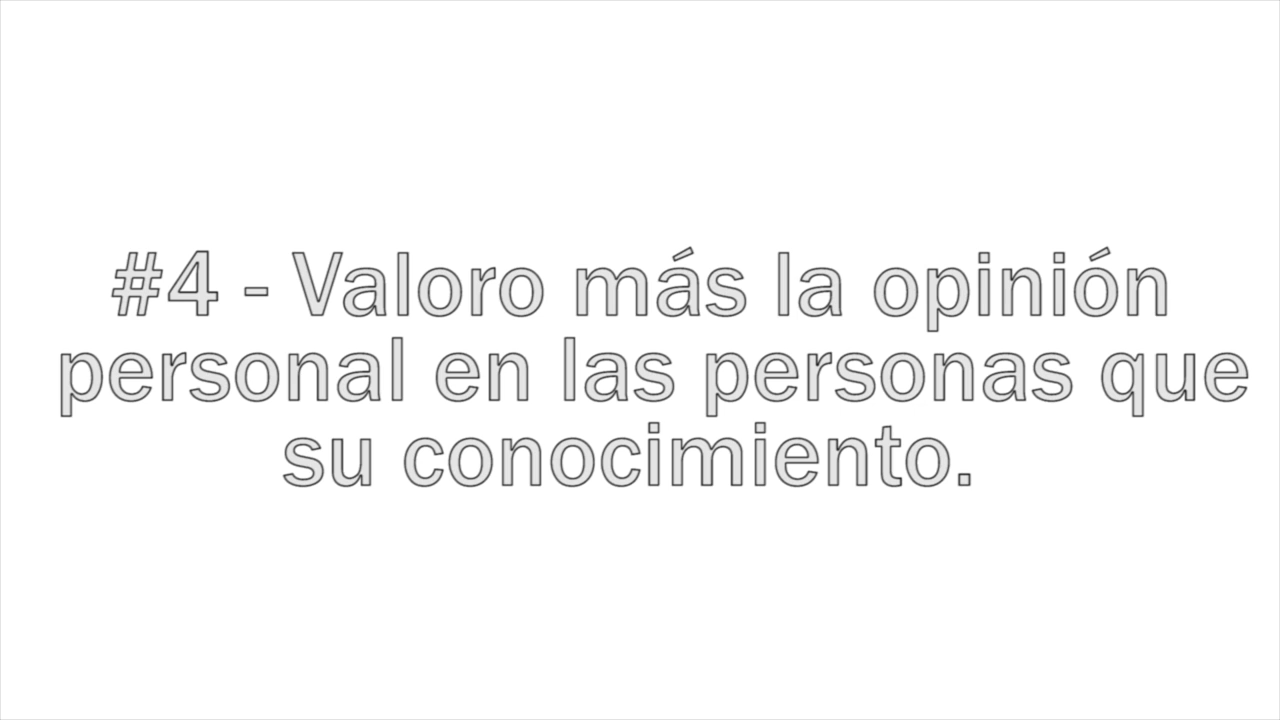 #4 - Valoro más la opinión
personal en las personas que
su conocimiento.